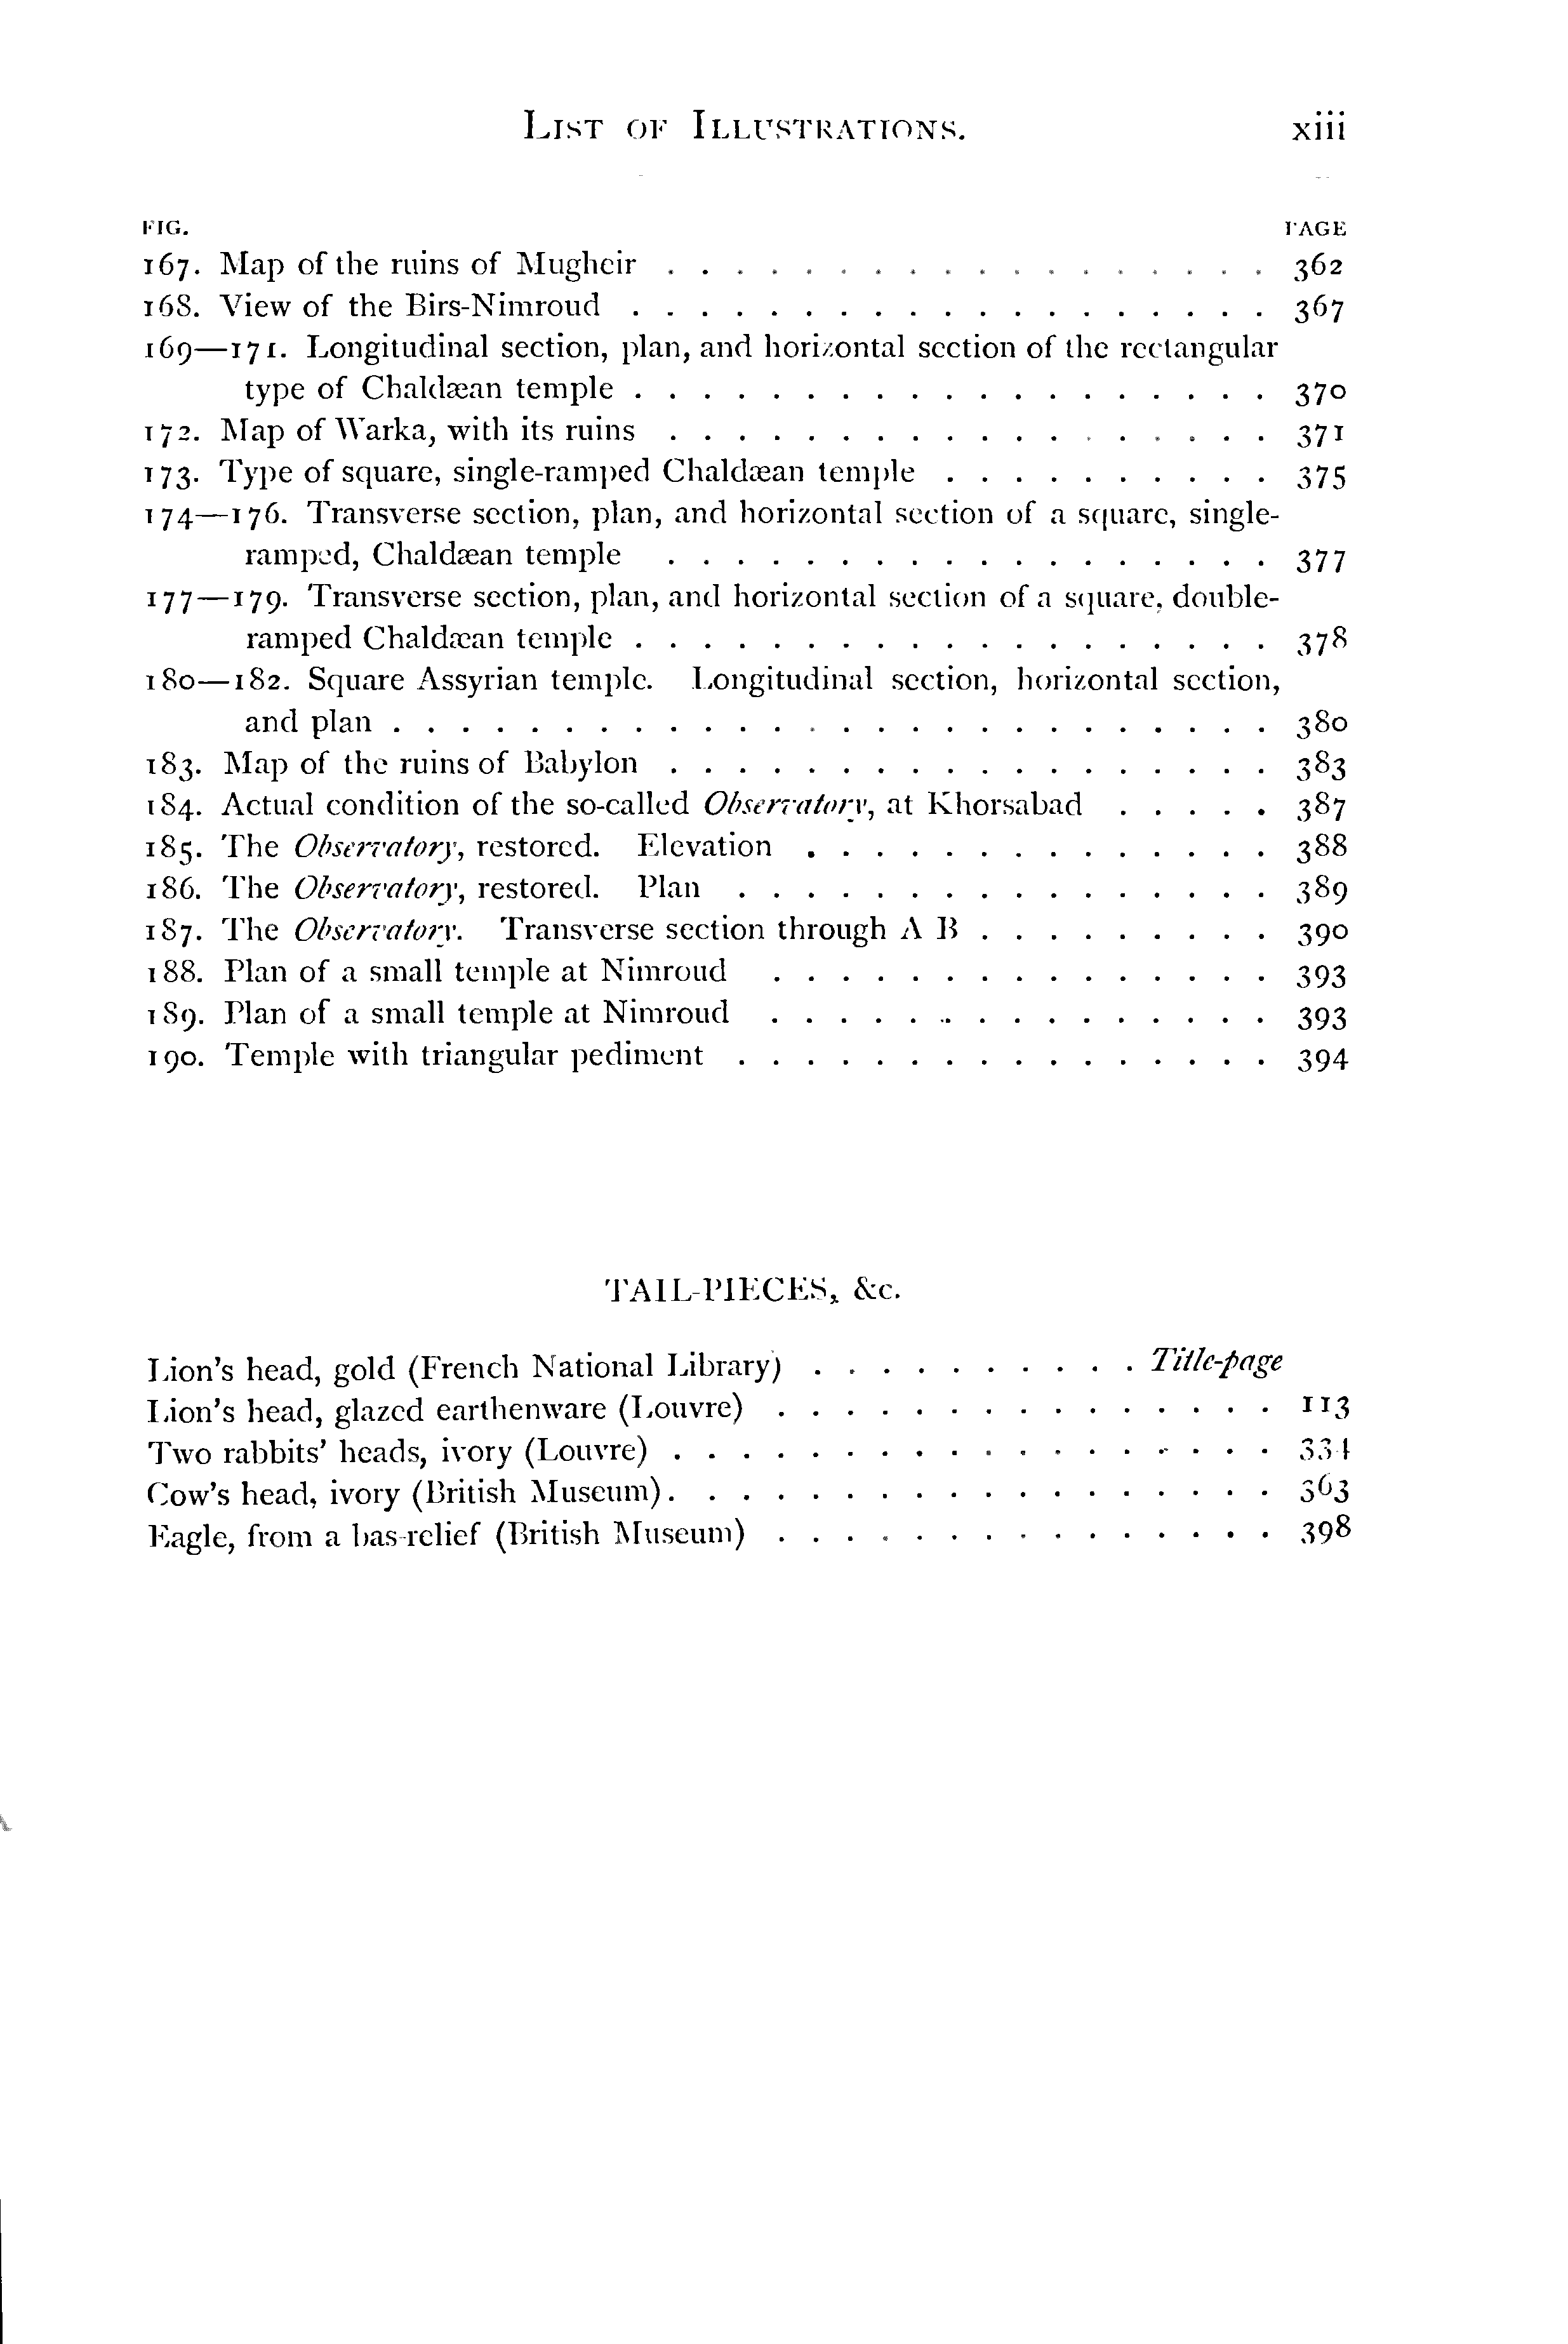 List of Illustrations. xiii
FIG. PAGE
167. Map of the ruins of Mugheir . . . . . . . . . . . . . . . . . . 362
168. View of the Birs-Nimroud . . . . . . . . . . . . . . . . . . . 367
169—171. Longitudinal section, plan, and horizontal section of the rectangular
type of Chaldæan temple . . . . . . . . . . . . . . . . . . . 370
172. Map of Warka, with its ruins . . . . . . . . . . . . . . . . . . 371
173. Type of square, single-ramped Chaldæan temple . . . . . . . . . . 375
174—176. Transverse section, plan, and horizontal section of a square, single-
ramped, Chaldæan temple . . . . . . . . . . . . . . . . . . 377
177—179. Transverse section, plan, and horizontal section of a square, double-
ramped Chaldæan temple . . . . . . . . . . . . . . . . . . . 378
180—182. Square Assyrian temple. Longitudinal section, horizontal section,
and plan . . . . . . . . . . . . . . . . . . . . . . . . . . 380
183. Map of the ruins of Babylon . . . . . . . . . . . . . . . . . . 383
184. Actual condition of the so-called Observatory, at Khorsabad . . . . . 387
185. The Observatory, restored. Elevation . . . . . . . . . . . . . . 388
186. The Observatory, restored. Plan . . . . . . . . . . . . . . . . 389
187. The Observatory. Transverse section through A B . . . . . . . . . 390
188. Plan of a small temple at Nimroud . . . . . . . . . . . . . . . 393
189. Plan of a small temple at Nimroud . . . . . . . . . . . . . . . 393
190. Temple with triangular pediment . . . . . . . . . . . . . . . . 394
TAIL-PIECES, &c.
Lion's head, gold (French National Library) . . . . . . . . . . Title-page
Lion's head, glazed earthenware (Louvre) . . . . . . . . . . . . . . . 113
Two rabbits' heads, ivory (Louvre) . . . . . . . . . . . . . . . . . . 334
Cow's head, ivory (British Museum) . . . . . . . . . . . . . . . . . . 363
Eagle, from a bas-relief (British Museum) . . . . . . . . . . . . . . . 398